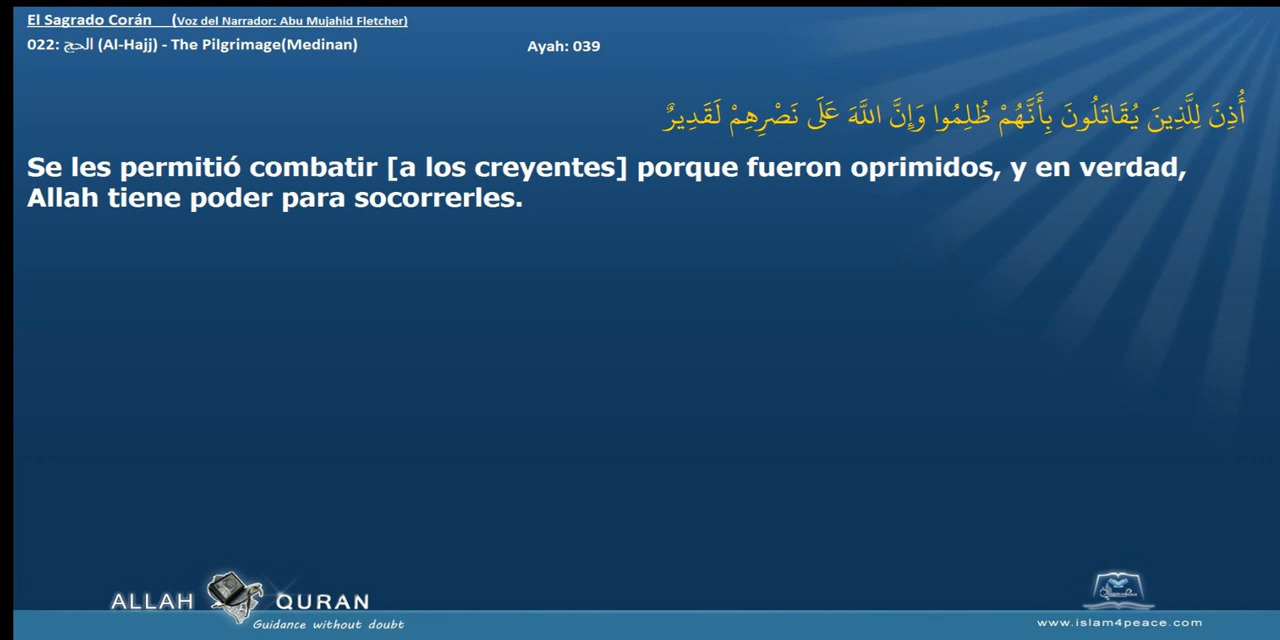 El Sagrado Corán (Voz del Narrador: Abu Mujahid Fletcher)
022: الحج (Al-Hajj) - The Pilgrimage(Medinan) Ayah: 039
أُذِنَ لِلَّذِينَ يُقَاتَلُونَ بِأَنَّهُمْ ظُلِمُوا وَإِنَّ اللَّهَ عَلَى نَصْرِهِمْ لَقَدِيرٌ
Se les permitió combatir [a los creyentes] porque fueron oprimidos, y en verdad,
Allah tiene poder para socorrerles.
ALLAH QURAN
Guidance without doubt
www.islam4peace.com